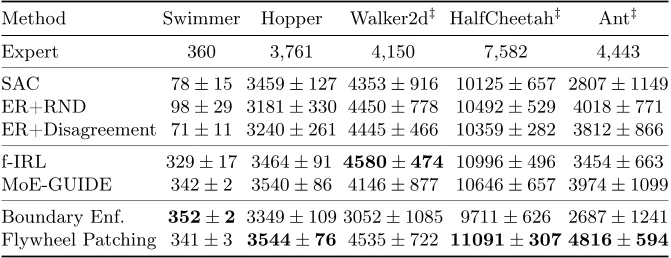 Method Swimmer Hopper Walker2d‡ HalfCheetah‡ Ant‡
Expert 360 3,761 4,150 7,582 4,443
SAC 78 ± 15 3459 ± 127 4353 ± 916 10125 ± 657 2807 ± 1149
ER+RND 98 ± 29 3181 ± 330 4450 ± 778 10492 ± 529 4018 ± 771
ER+Disagreement 71 ± 11 3240 ± 261 4445 ± 466 10359 ± 282 3812 ± 866
f-IRL 329 ± 17 3464 ± 91 4580 ± 474 10996 ± 496 3454 ± 663
MoE-GUIDE 342 ± 2 3540 ± 86 4146 ± 877 10646 ± 657 3974 ± 1099
Boundary Enf. 352 ± 2 3349 ± 109 3052 ± 1085 9711 ± 626 2687 ± 1241
Flywheel Patching 341 ± 3 3544 ± 76 4535 ± 722 11091 ± 307 4816 ± 594